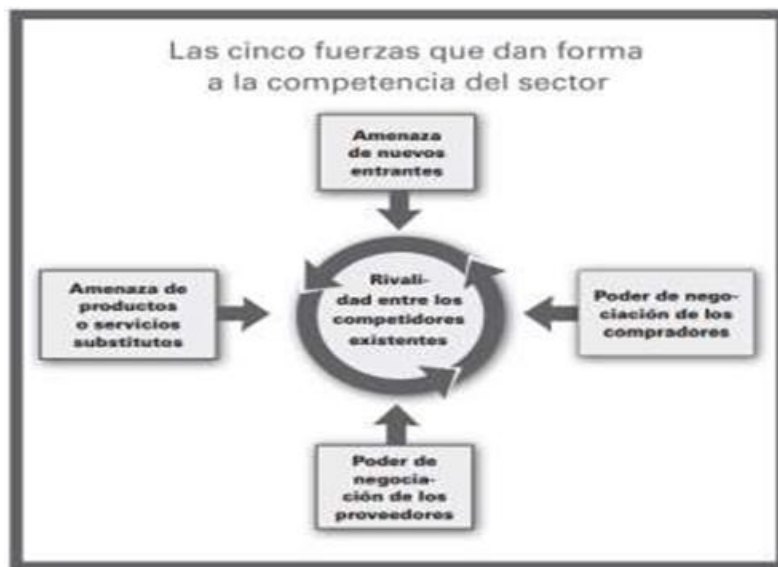 Las cinco fuerzas que dan forma
a la competencia del sector
Amenaza
de nuevos
entrantes
Amenaza de
productos
o servicios
substitutos
Rivali-
dad entre los
competidores
existentes
Poder de nego-
ciación de los
compradores
Poder de
negocia-
ción de los
proveedores